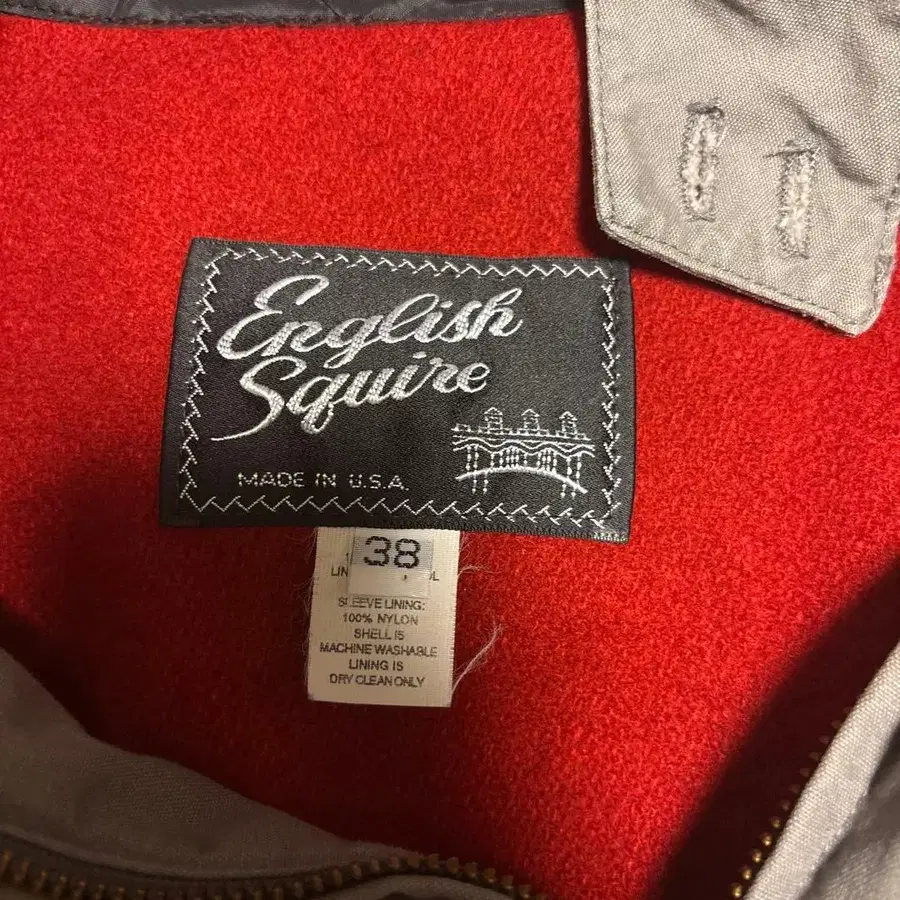 English
Squire
MADE IN U.S.A.
38
SLEEVE LINING:
100% NYLON
SHELL IS
MACHINE WASHABLE
LINING IS
DRY CLEAN ONLY